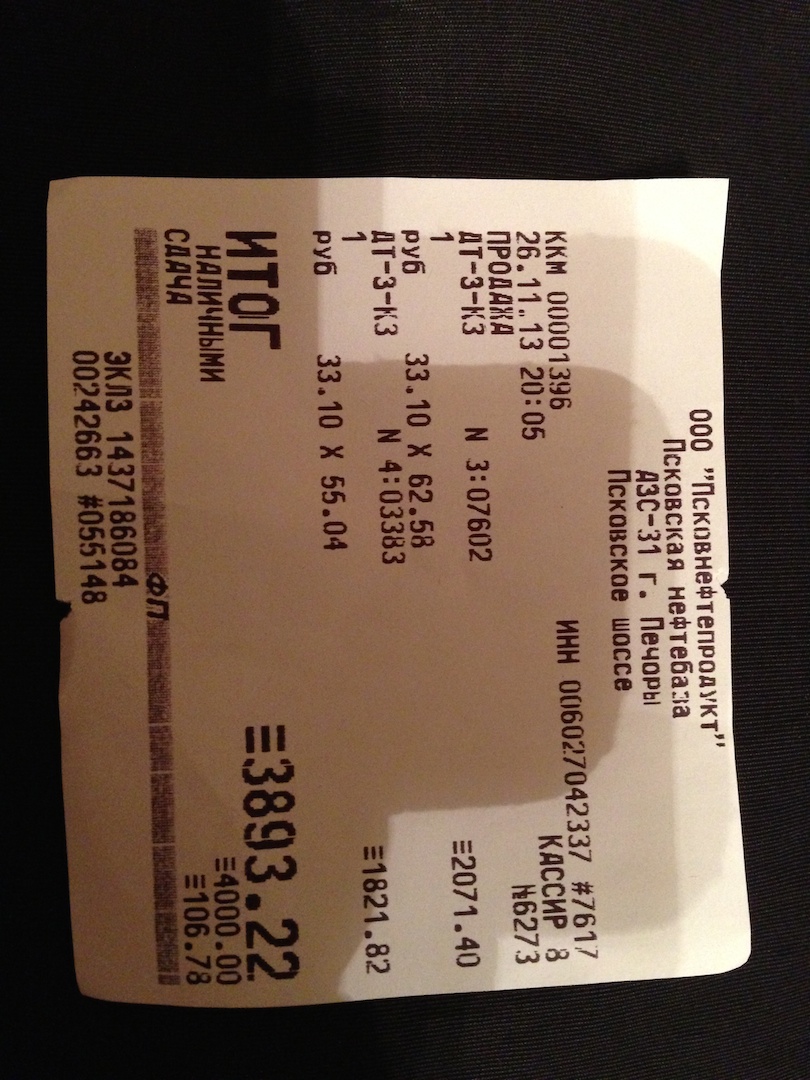 ООО "Псковнефтепродукт"
Псковская нефтебаза
АЗС-31 г. Печоры
Псковское шоссе
ККМ 00001396 ИНН 006027042337 #7617
26.11.13 20:05 КАССИР 8
ПРОДАЖА №6273
ДТ-З-К3 N 3:07602
1 ≡2071.40
руб 33.10 X 62.58
ДТ-З-К3 N 4:03383
1 ≡1821.82
руб 33.10 X 55.04
ИТОГ ≡3893.22
НАЛИЧНЫМИ ≡4000.00
СДАЧА ≡106.78
ФП
ЭКЛЗ 1437186084
00242663 #055148